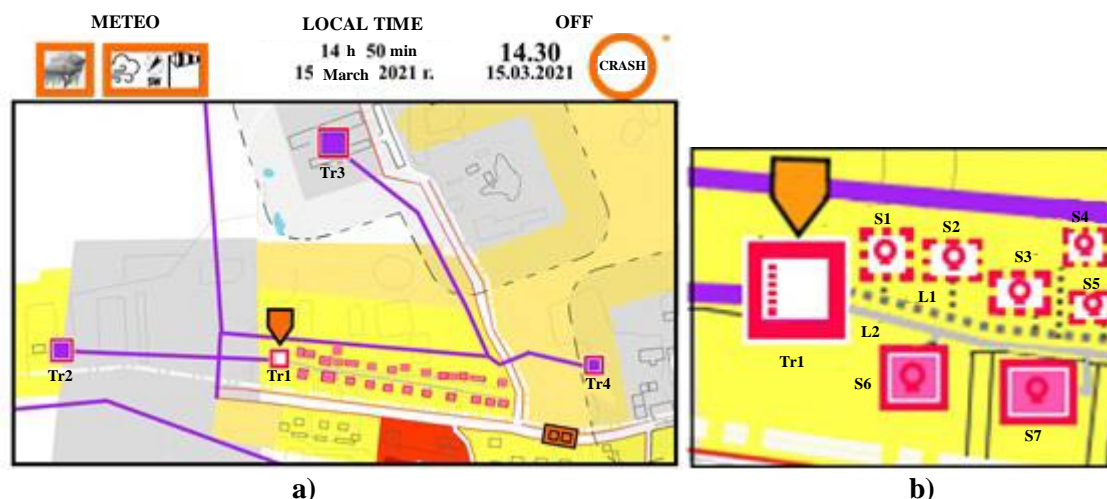 METEO
LOCAL TIME
OFF
14 h 50 min
15 March 2021 г.
14.30
15.03.2021
CRASH
SW
Tr3
Tr2
Tr1
Tr4
S1
S2
S4
S3
S5
L1
L2
Tr1
S6
S7
a)
b)